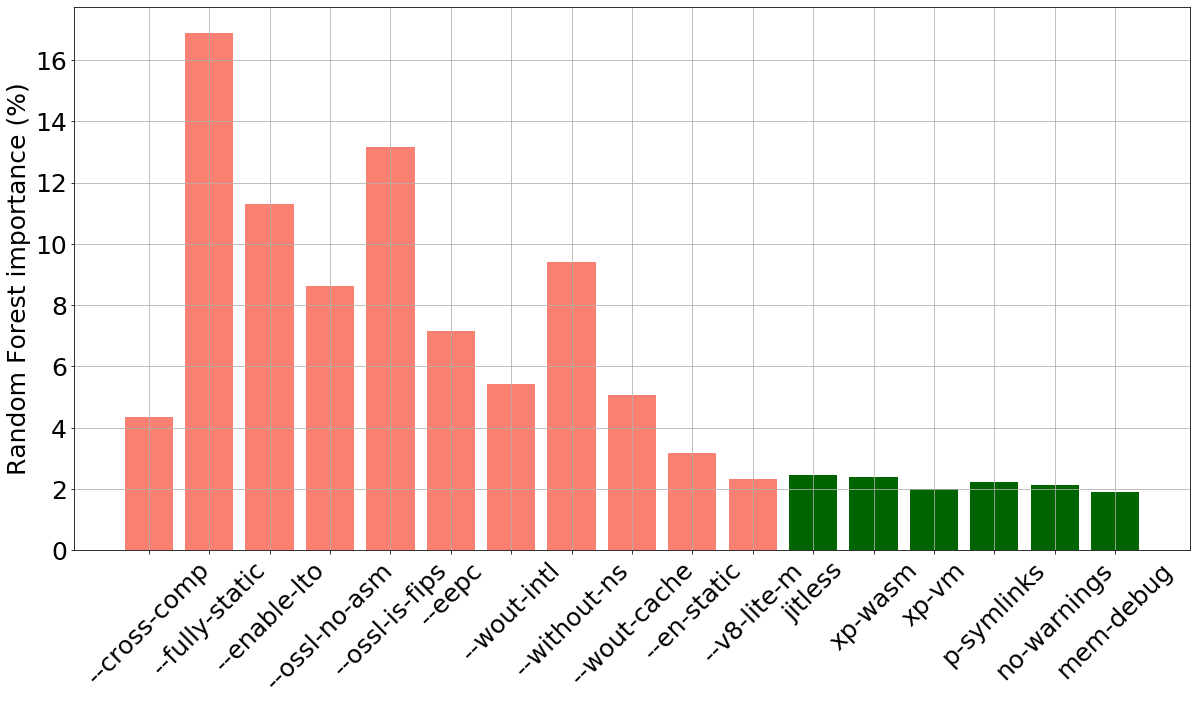 Random Forest importance (%)
16
14
12
10
8
6
4
2
0
--cross-comp
--fully-static
--enable-lto
--ossl-no-asm
--ossl-is-fips
--eepc
--wout-intl
--without-ns
--wout-cache
--en-static
--v8-lite-m
jitless
xp-wasm
xp-vm
p-symlinks
no-warnings
mem-debug